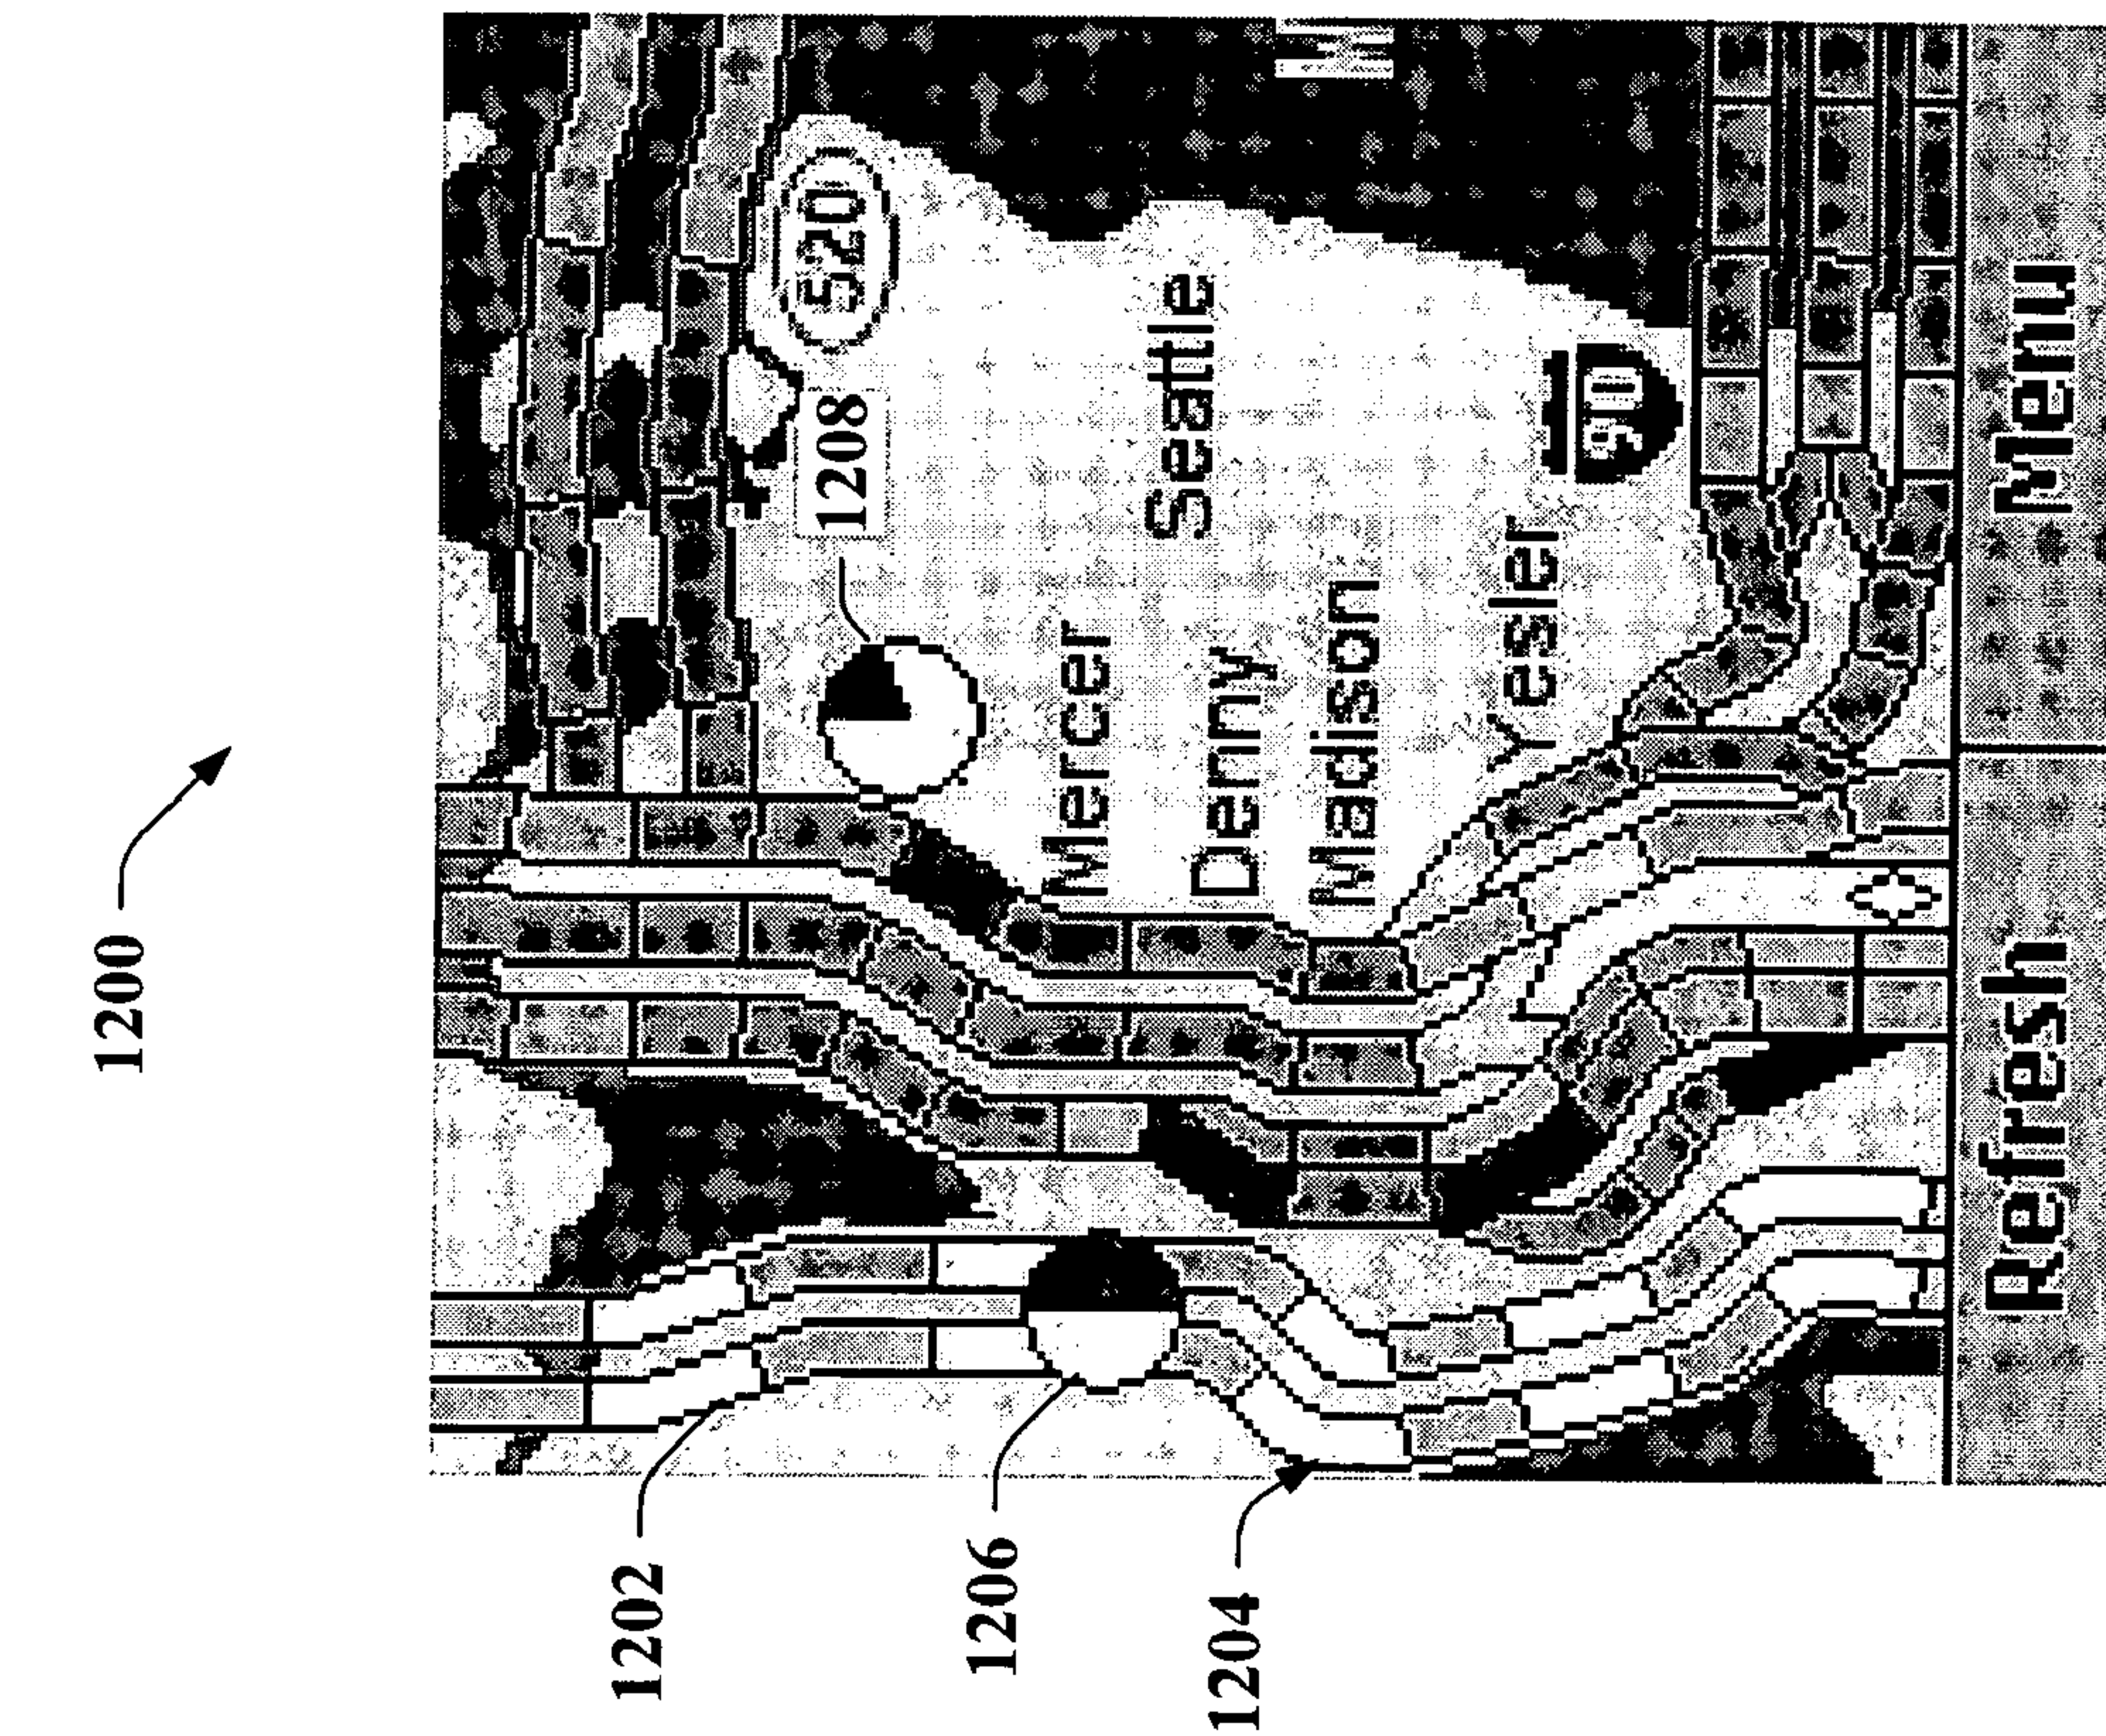 1200
1202
1206
1204
1208
520
Mercer
Denny
Seattle
Madison
Yesler
90
Refresh
Menu